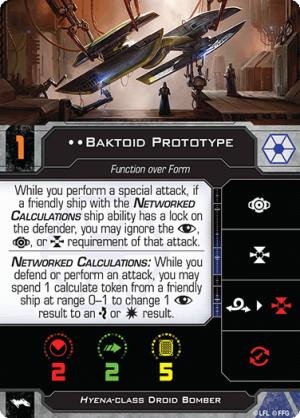 ••Baktoid Prototype
1
Function over Form
While you perform a special attack, if
a friendly ship with the Networked
Calculations ship ability has a lock on
the defender, you may ignore the ,
, or requirement of that attack.
Networked Calculations: While you
defend or perform an attack, you may
spend 1 calculate token from a friendly
ship at range 0–1 to change 1
result to an or result.
2 2 5
Hyena-class Droid Bomber
©LFL ©FFG